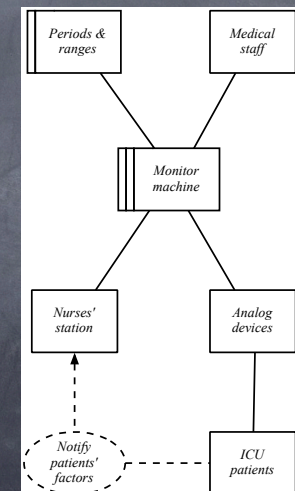 Periods &
ranges
Medical
staff
Monitor
machine
Nurses'
station
Analog
devices
Notify
patients'
factors
ICU
patients